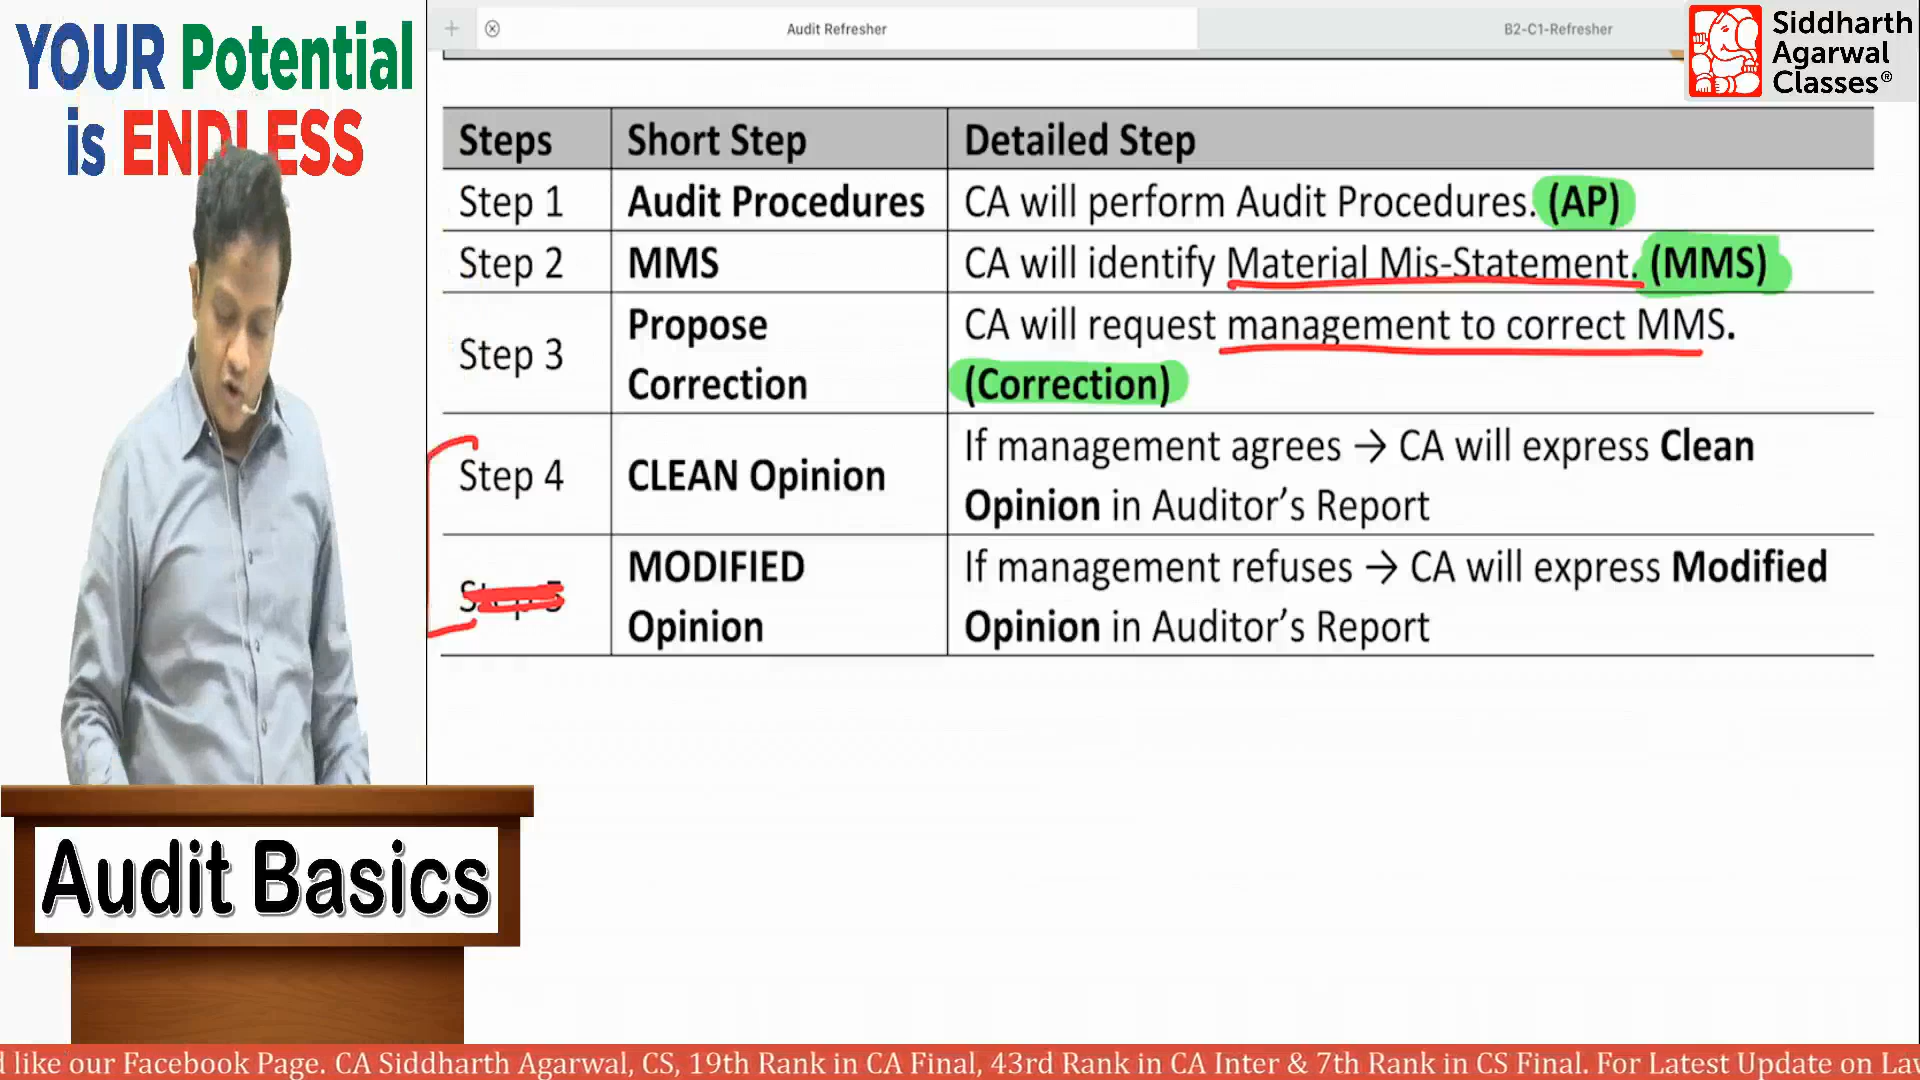 YOUR Potential
is ENDLESS
Audit Refresher
B2-C1-Refresher
Siddharth
Agarwal
Classes®
Steps Short Step Detailed Step
Step 1 Audit Procedures CA will perform Audit Procedures. (AP)
Step 2 MMS CA will identify Material Mis-Statement. (MMS)
Step 3 Propose Correction CA will request management to correct MMS.
(Correction)
Step 4 CLEAN Opinion If management agrees → CA will express Clean
Opinion in Auditor's Report
Step 5 MODIFIED Opinion If management refuses → CA will express Modified
Opinion in Auditor's Report
Audit Basics
d like our Facebook Page. CA Siddharth Agarwal, CS, 19th Rank in CA Final, 43rd Rank in CA Inter & 7th Rank in CS Final. For Latest Update on Law